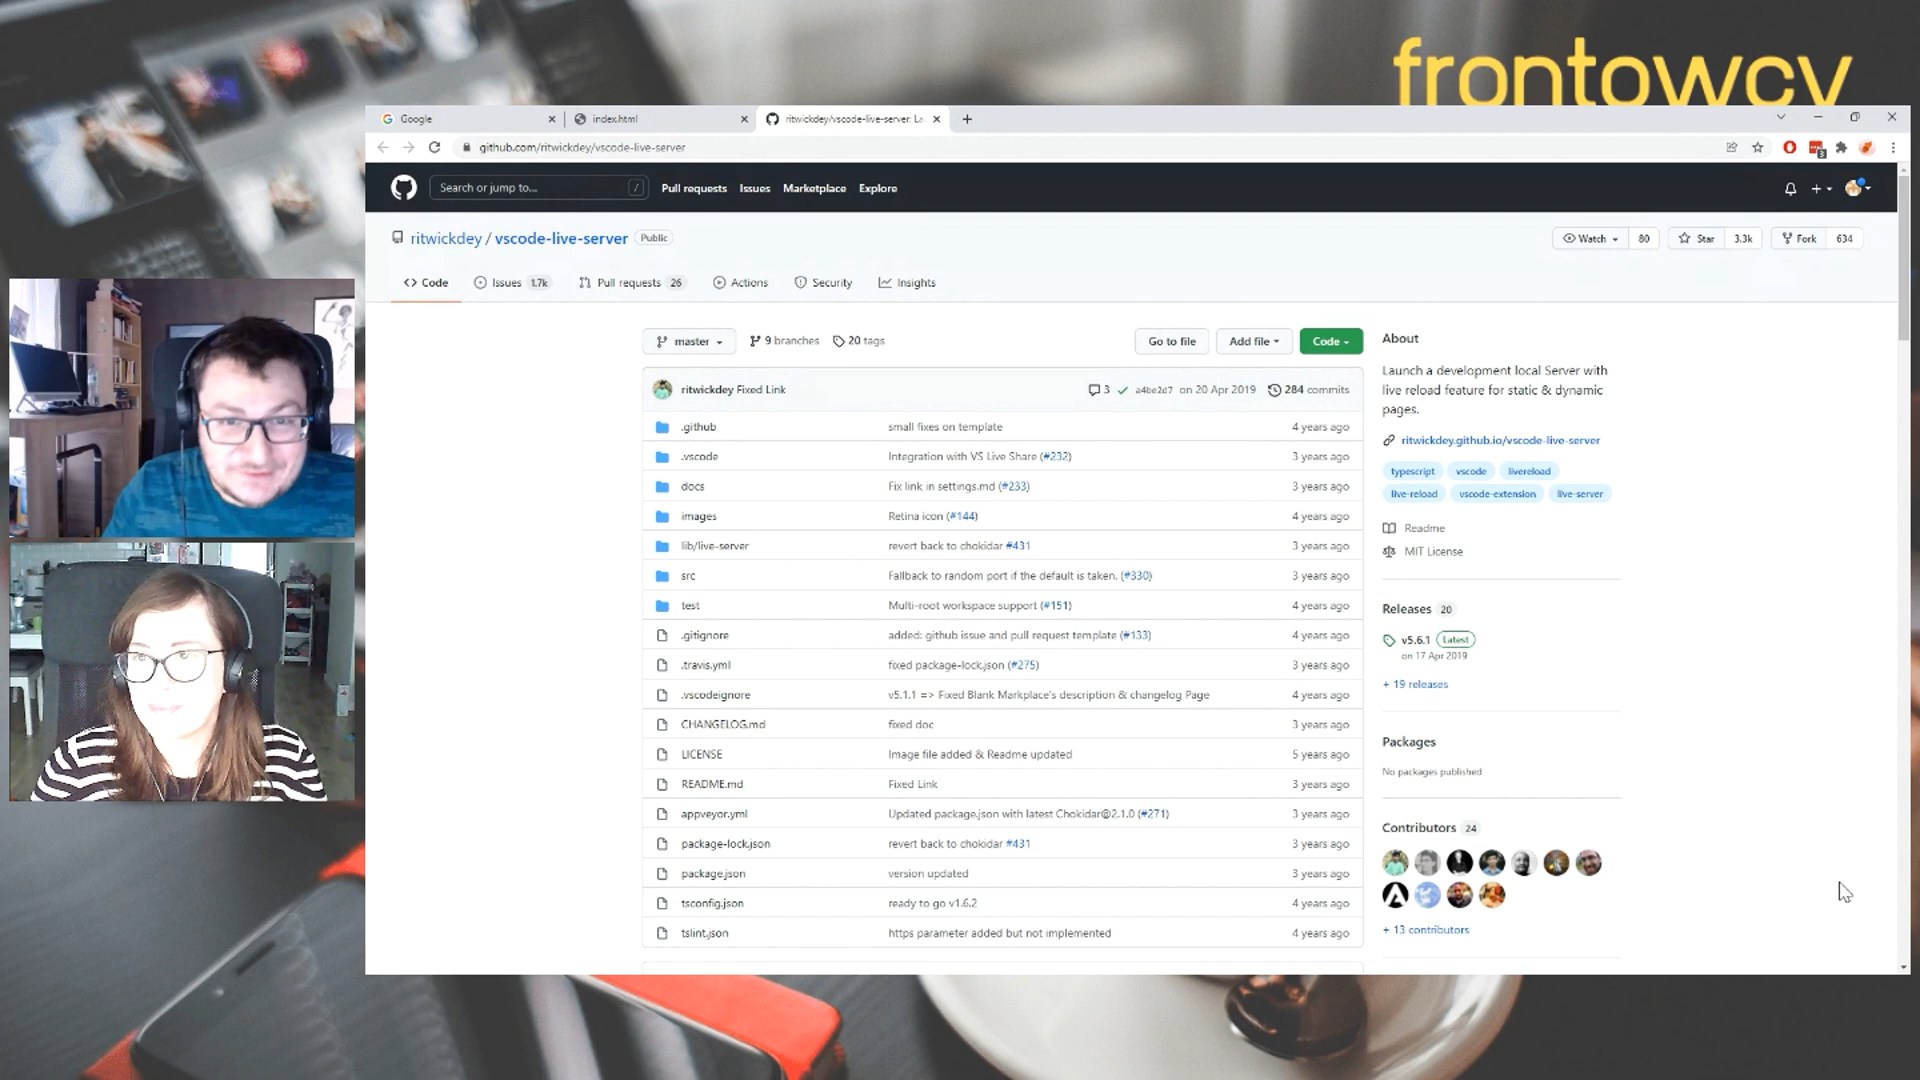 frontowcy
Google
index.html
ritwickdey/vscode-live-server: La
github.com/ritwickdey/vscode-live-server
Search or jump to... /
Pull requests Issues Marketplace Explore
ritwickdey / vscode-live-server Public
Watch 80 Star 3.3k Fork 634
Code Issues 1.7k Pull requests 26 Actions Security Insights
master 9 branches 20 tags Go to file Add file Code
ritwickdey Fixed Link 3 a4be2d7 on 20 Apr 2019 284 commits
.github small fixes on template 4 years ago
.vscode Integration with VS Live Share (#232) 3 years ago
docs Fix link in settings.md (#233) 3 years ago
images Retina icon (#144) 4 years ago
lib/live-server revert back to chokidar #431 3 years ago
src Fallback to random port if the default is taken. (#330) 3 years ago
test Multi-root workspace support (#151) 4 years ago
.gitignore added: github issue and pull request template (#133) 4 years ago
.travis.yml fixed package-lock.json (#275) 3 years ago
.vscodeignore v5.1.1 => Fixed Blank Markplace's description & changelog Page 4 years ago
CHANGELOG.md fixed doc 3 years ago
LICENSE Image file added & Readme updated 5 years ago
README.md Fixed Link 3 years ago
appveyor.yml Updated package.json with latest Chokidar@2.1.0 (#271) 3 years ago
package-lock.json revert back to chokidar #431 3 years ago
package.json version updated 3 years ago
tsconfig.json ready to go v1.6.2 4 years ago
tslint.json https parameter added but not implemented 4 years ago
About
Launch a development local Server with
live reload feature for static & dynamic
pages.
ritwickdey.github.io/vscode-live-server
typescript vscode livereload
live-reload vscode-extension live-server
Readme
MIT License
Releases 20
v5.6.1 Latest
on 17 Apr 2019
+ 19 releases
Packages
No packages published
Contributors 24
+ 13 contributors